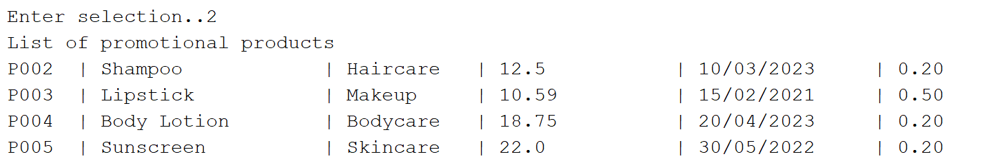 Enter selection..2
List of promotional products
P002 | Shampoo | Haircare | 12.5 | 10/03/2023 | 0.20
P003 | Lipstick | Makeup | 10.59 | 15/02/2021 | 0.50
P004 | Body Lotion | Bodycare | 18.75 | 20/04/2023 | 0.20
P005 | Sunscreen | Skincare | 22.0 | 30/05/2022 | 0.20